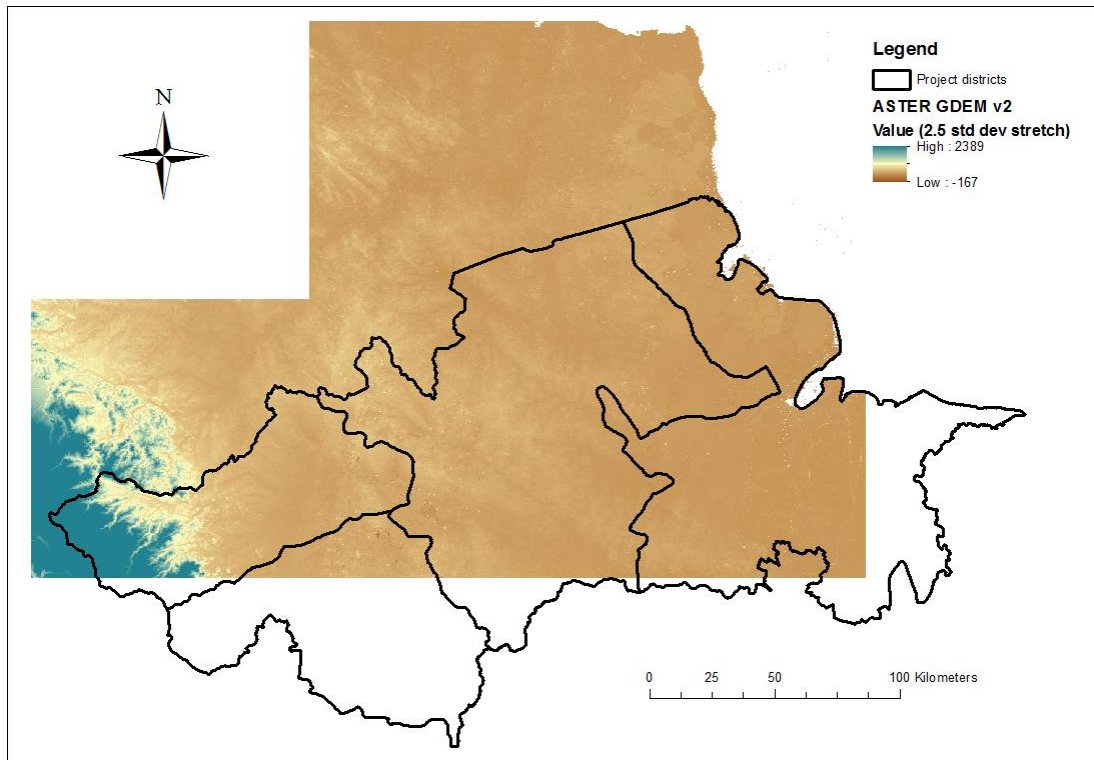 N
Legend
Project districts
ASTER GDEM v2
Value (2.5 std dev stretch)
High : 2389
Low : -167
0 25 50 100 Kilometers